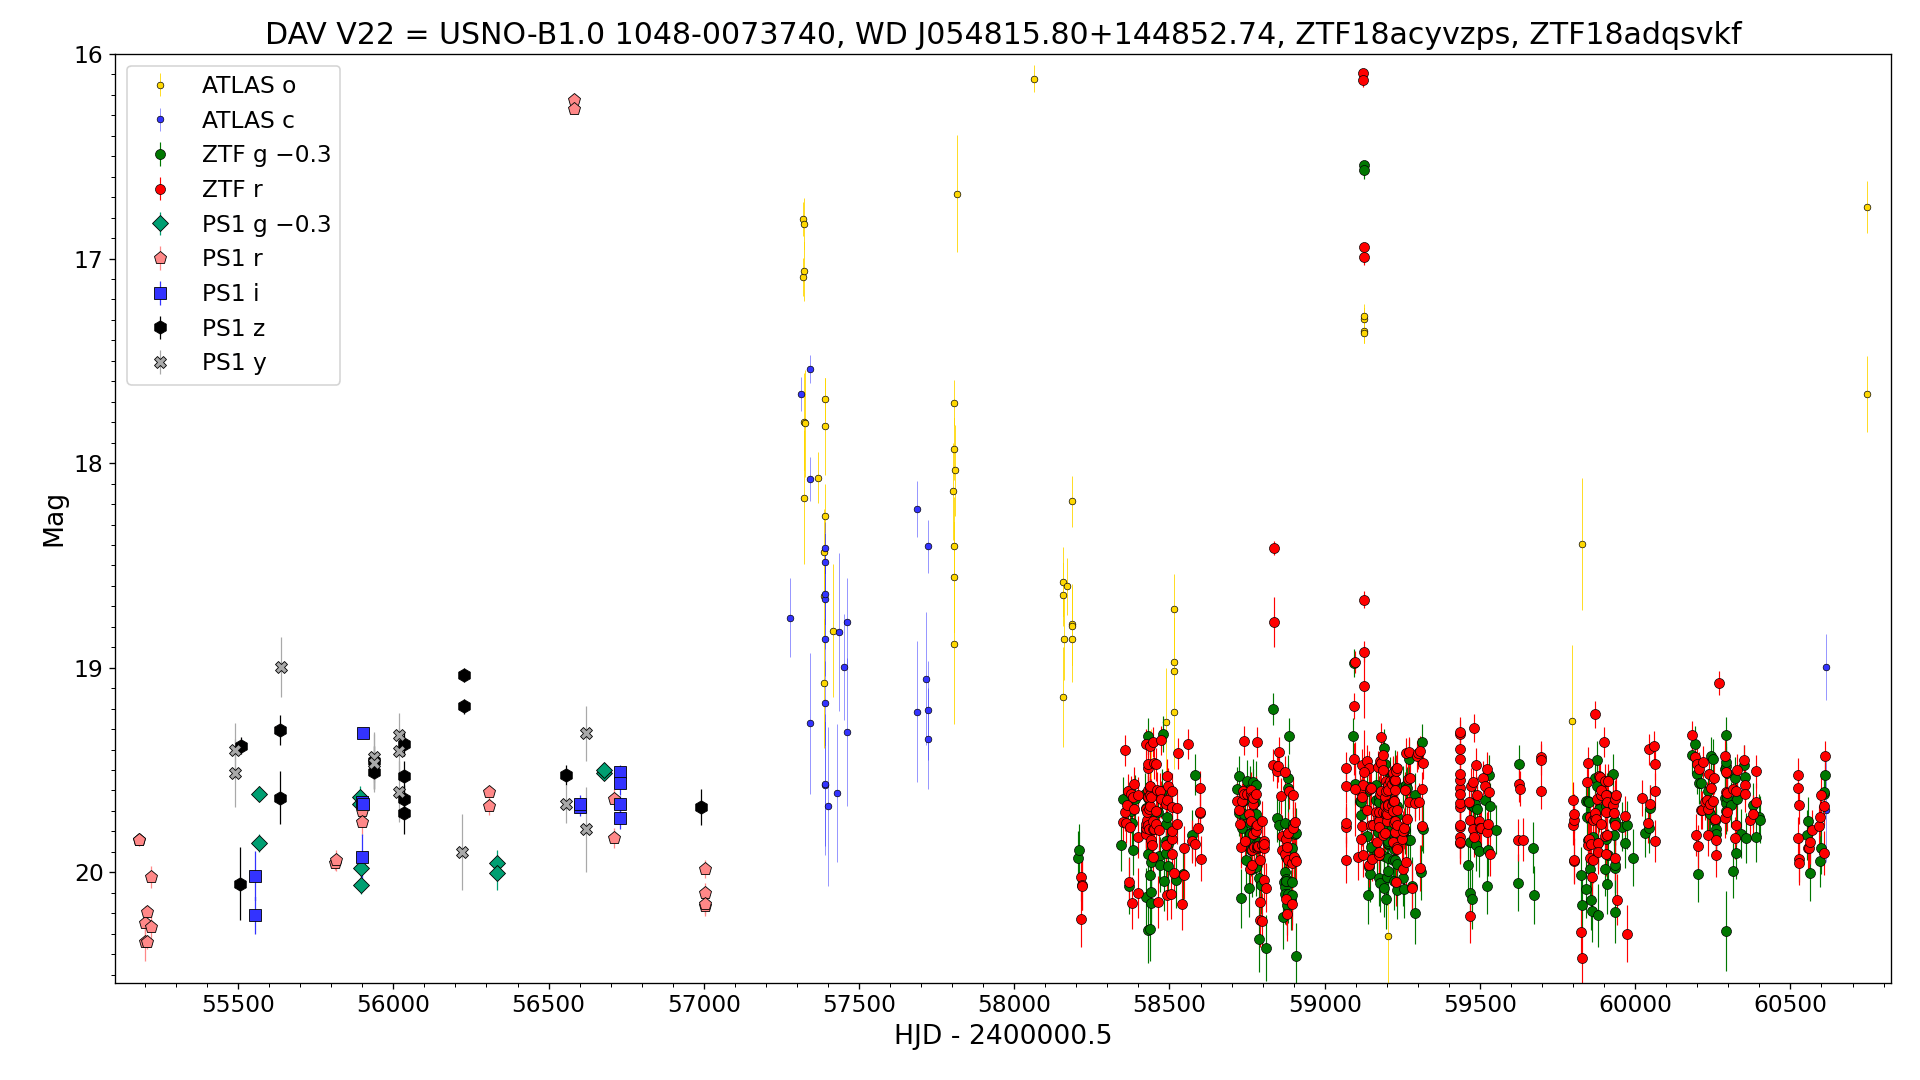 DAV V22 = USNO-B1.0 1048-0073740, WD J054815.80+144852.74, ZTF18acyvzps, ZTF18adqsvkf
16
17
18
19
20
Mag
ATLAS o
ATLAS c
ZTF g −0.3
ZTF r
PS1 g −0.3
PS1 r
PS1 i
PS1 z
PS1 y
55500 56000 56500 57000 57500 58000 58500 59000 59500 60000 60500
HJD - 2400000.5